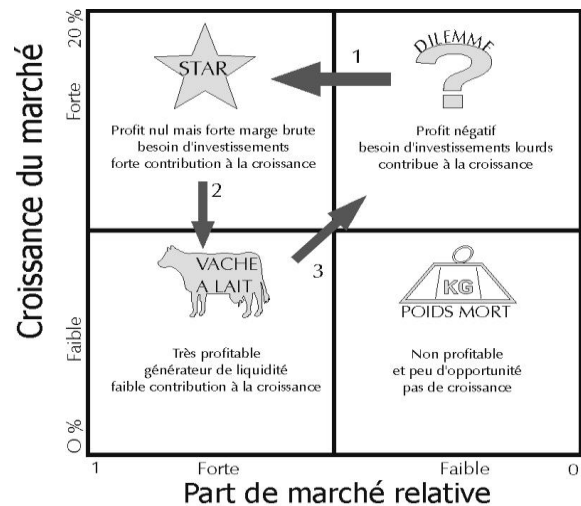 Croissance du marché
20 %
Forte
Faible
0 %
STAR
Profit nul mais forte marge brute
besoin d'investissements
forte contribution à la croissance
1
DILEMME
?
Profit négatif
besoin d'investissements lourds
contribue à la croissance
2
3
VACHE
A LAIT
Très profitable
générateur de liquidité
faible contribution à la croissance
KG
POIDS MORT
Non profitable
et peu d'opportunité
pas de croissance
1
Forte
Faible
0
Part de marché relative